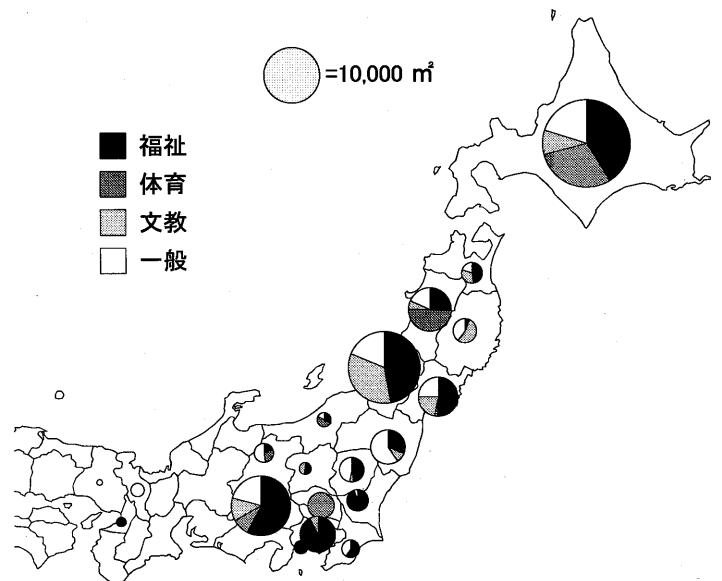 =10,000 ㎡
福祉
体育
文教
一般